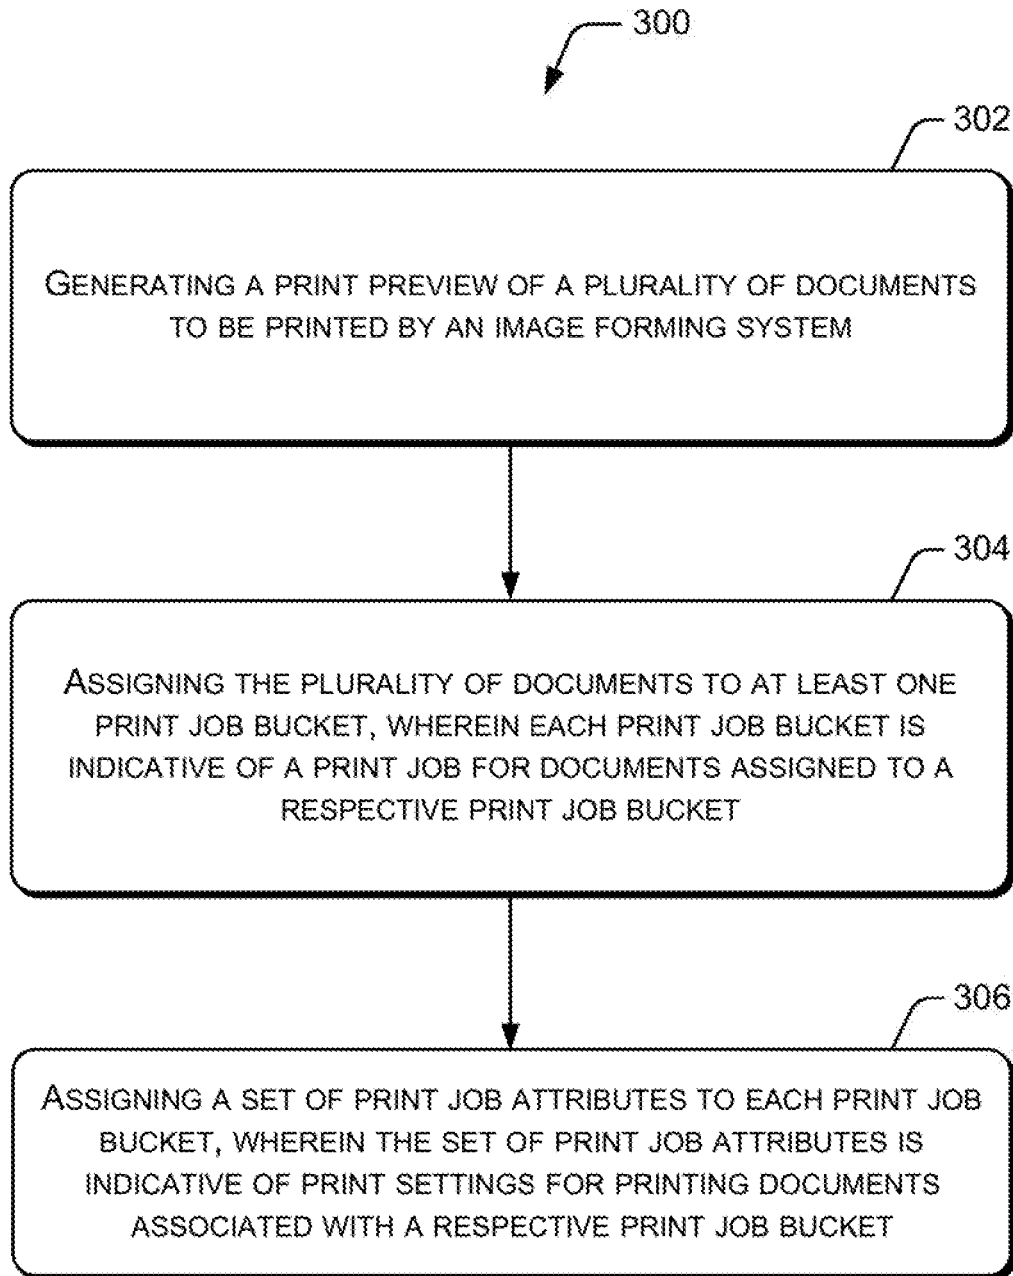 300
302
GENERATING A PRINT PREVIEW OF A PLURALITY OF DOCUMENTS
TO BE PRINTED BY AN IMAGE FORMING SYSTEM
304
ASSIGNING THE PLURALITY OF DOCUMENTS TO AT LEAST ONE
PRINT JOB BUCKET, WHEREIN EACH PRINT JOB BUCKET IS
INDICATIVE OF A PRINT JOB FOR DOCUMENTS ASSIGNED TO A
RESPECTIVE PRINT JOB BUCKET
306
ASSIGNING A SET OF PRINT JOB ATTRIBUTES TO EACH PRINT JOB
BUCKET, WHEREIN THE SET OF PRINT JOB ATTRIBUTES IS
INDICATIVE OF PRINT SETTINGS FOR PRINTING DOCUMENTS
ASSOCIATED WITH A RESPECTIVE PRINT JOB BUCKET